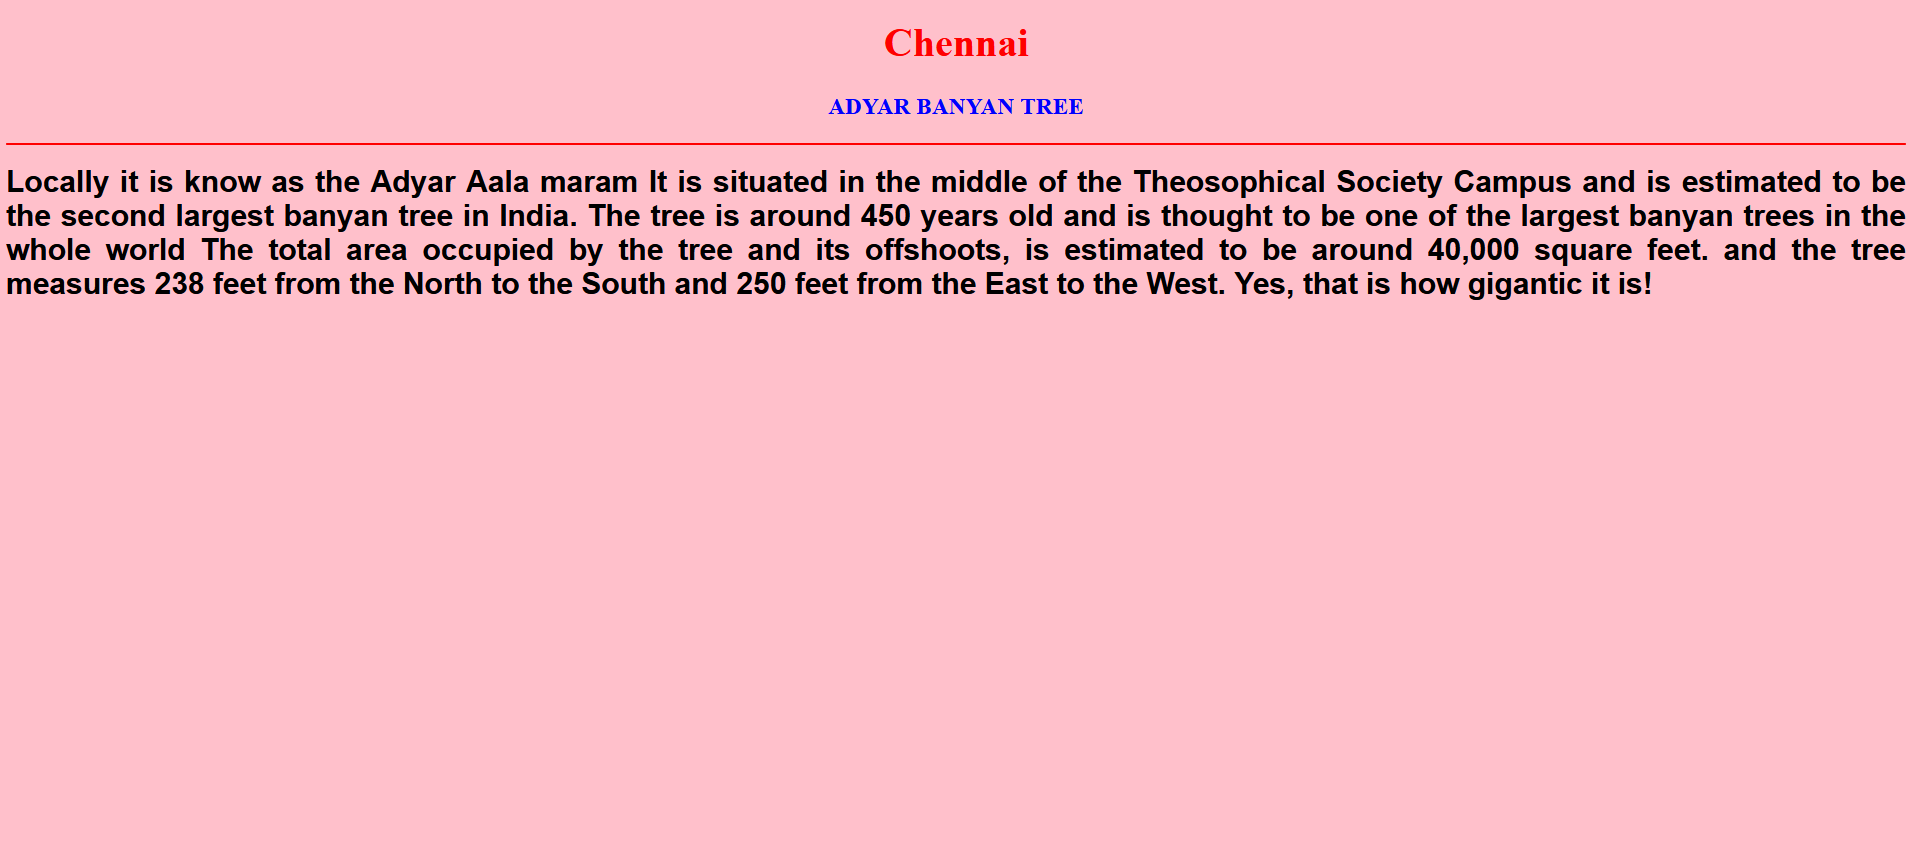 Chennai
ADYAR BANYAN TREE
Locally it is know as the Adyar Aala maram It is situated in the middle of the Theosophical Society Campus and is estimated to be
the second largest banyan tree in India. The tree is around 450 years old and is thought to be one of the largest banyan trees in the
whole world The total area occupied by the tree and its offshoots, is estimated to be around 40,000 square feet. and the tree
measures 238 feet from the North to the South and 250 feet from the East to the West. Yes, that is how gigantic it is!